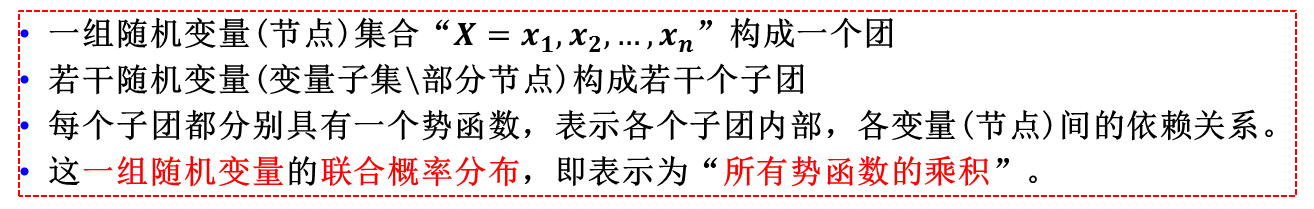 • 一组随机变量(节点)集合“X = x₁, x₂, … , xₙ”构成一个团
• 若干随机变量(变量子集\部分节点)构成若干个子团
• 每个子团都分别具有一个势函数，表示各个子团内部，各变量(节点)间的依赖关系。
• 这一组随机变量的联合概率分布，即表示为“所有势函数的乘积”。